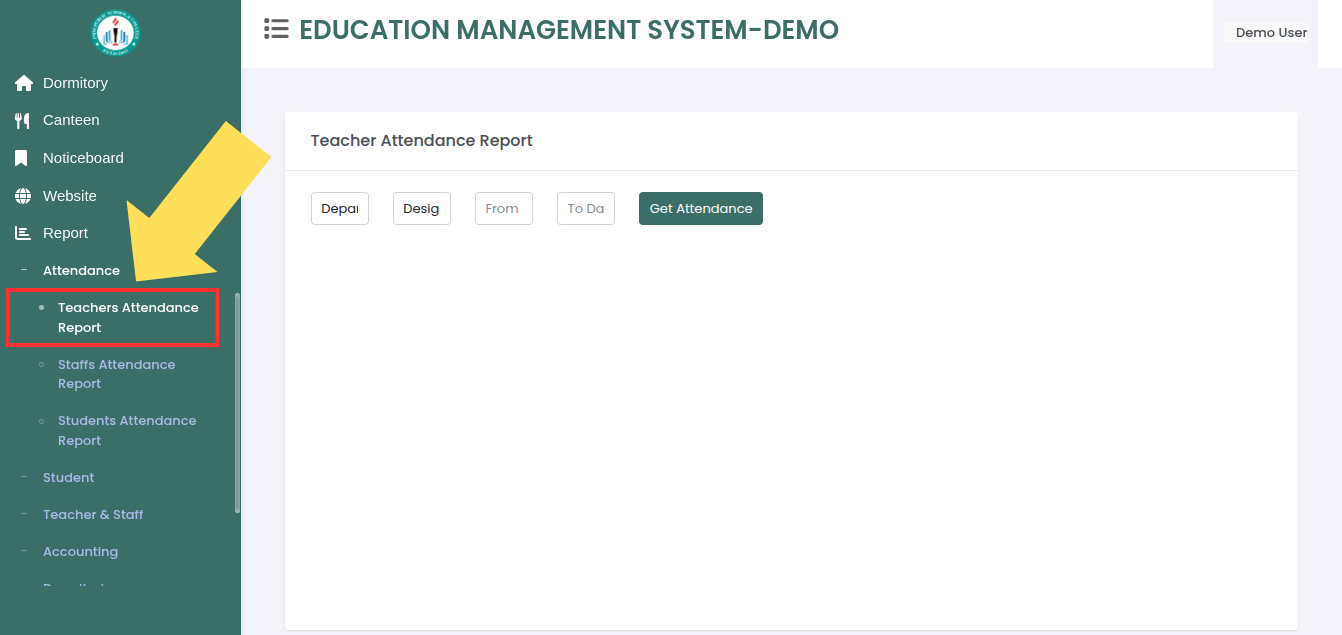 EDUCATION MANAGEMENT SYSTEM-DEMO
Demo User
Dormitory
Canteen
Noticeboard
Website
Report
Attendance
Teachers Attendance
Report
Staffs Attendance
Report
Students Attendance
Report
Student
Teacher & Staff
Accounting
Teacher Attendance Report
Depar Desig From To Da Get Attendance